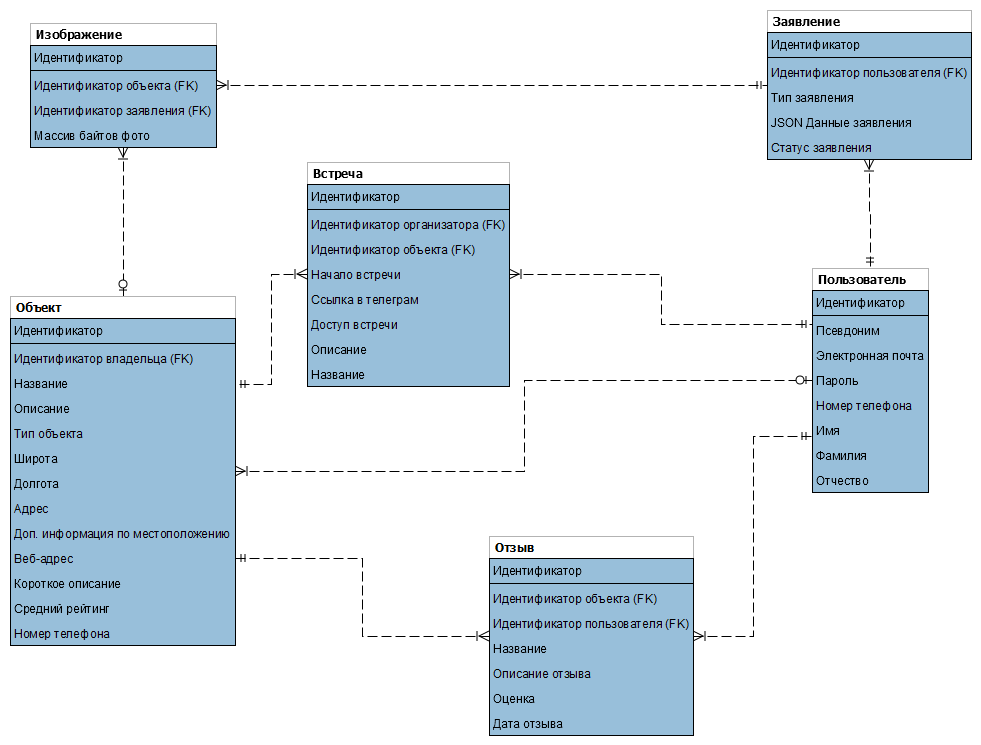 Изображение
Идентификатор
Идентификатор объекта (FK)
Идентификатор заявления (FK)
Массив байтов фото
Заявление
Идентификатор
Идентификатор пользователя (FK)
Тип заявления
JSON Данные заявления
Статус заявления
Встреча
Идентификатор
Идентификатор организатора (FK)
Идентификатор объекта (FK)
Начало встречи
Ссылка в телеграм
Доступ встречи
Описание
Название
Пользователь
Идентификатор
Псевдоним
Электронная почта
Пароль
Номер телефона
Имя
Фамилия
Отчество
Объект
Идентификатор
Идентификатор владельца (FK)
Название
Описание
Тип объекта
Широта
Долгота
Адрес
Доп. информация по местоположению
Веб-адрес
Короткое описание
Средний рейтинг
Номер телефона
Отзыв
Идентификатор
Идентификатор объекта (FK)
Идентификатор пользователя (FK)
Название
Описание отзыва
Оценка
Дата отзыва